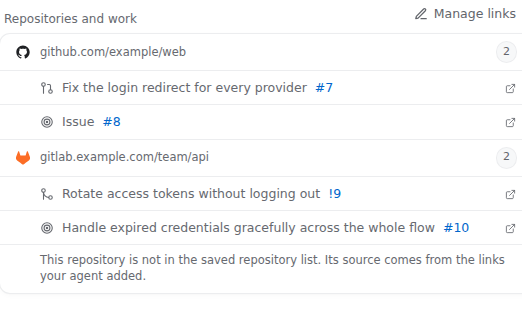 Repositories and work
Manage links
github.com/example/web
2
Fix the login redirect for every provider #7
Issue #8
gitlab.example.com/team/api
2
Rotate access tokens without logging out !9
Handle expired credentials gracefully across the whole flow #10
This repository is not in the saved repository list. Its source comes from the links
your agent added.